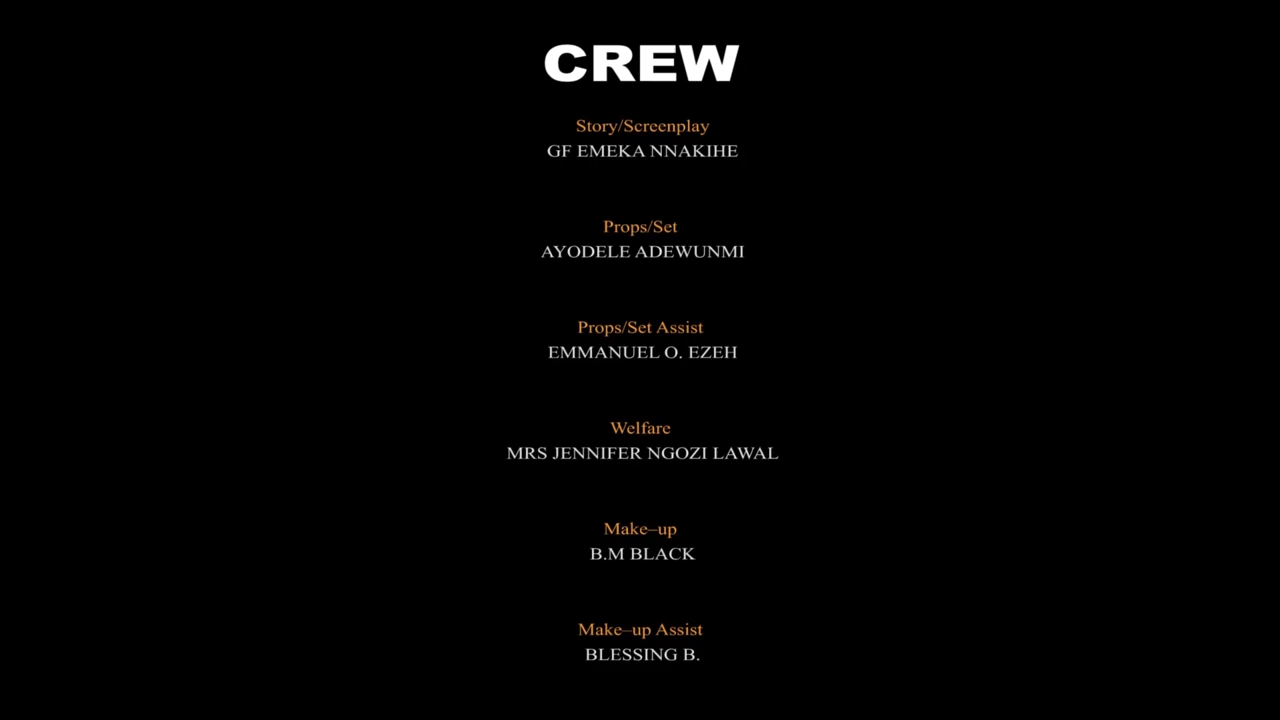 CREW
Story/Screenplay
GF EMEKA NNAKIHE
Props/Set
AYODELE ADEWUNMI
Props/Set Assist
EMMANUEL O. EZEH
Welfare
MRS JENNIFER NGOZI LAWAL
Make–up
B.M BLACK
Make–up Assist
BLESSING B.